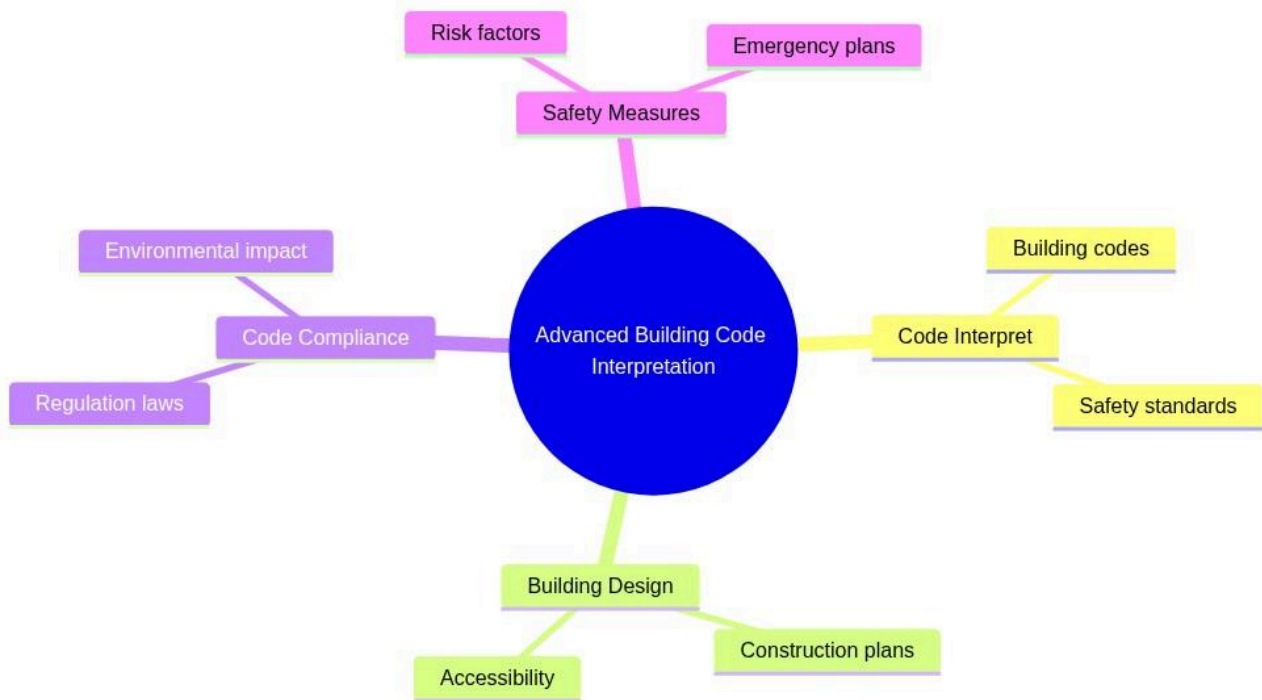 Risk factors
Emergency plans
Safety Measures
Environmental impact
Building codes
Code Compliance
Advanced Building Code
Interpretation
Code Interpret
Regulation laws
Safety standards
Building Design
Construction plans
Accessibility